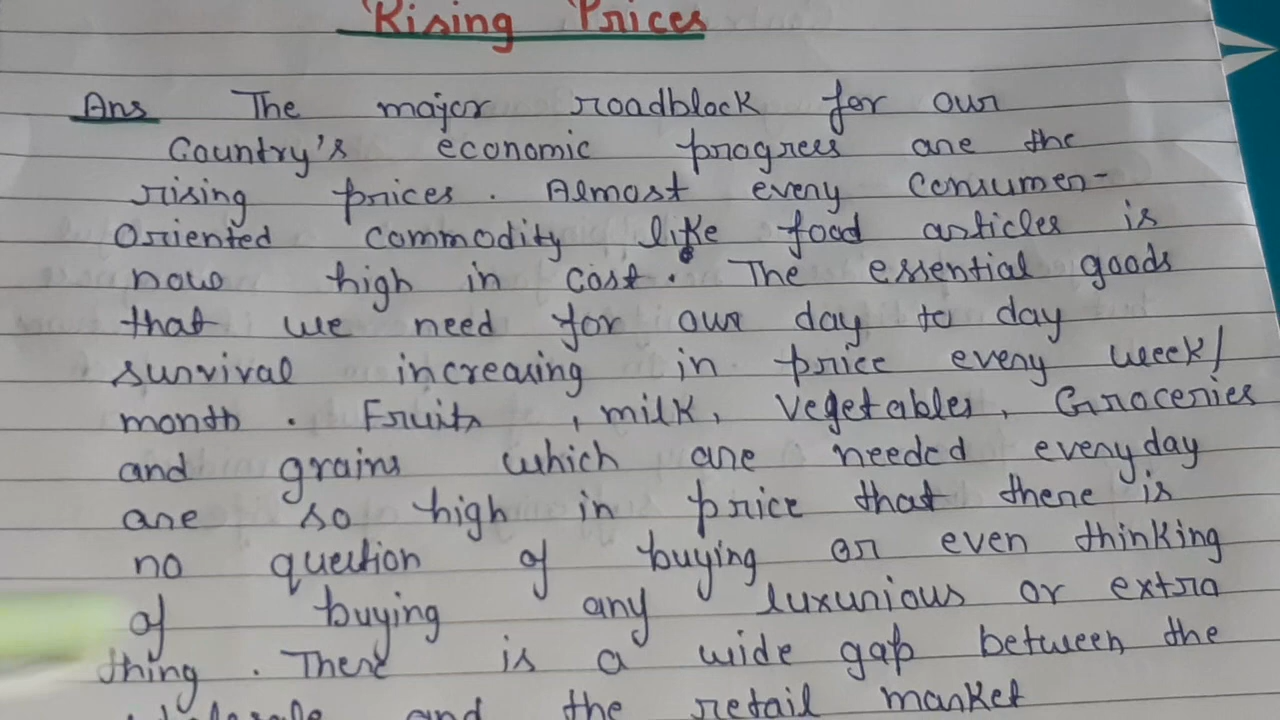 Rising Prices
Ans The major roadblock for our
Country's economic progress are the
rising prices. Almost every consumer-
Oriented commodity like food articles is
now high in cost. The essential goods
that we need for our day to day
survival increasing in price every week/
month. Fruits, milk, vegetables, Groceries
and grains which are needed everyday
are so high in price that there is
no question of buying or even thinking
of buying any luxurious or extra
thing. There is a wide gap between the
wholesale and the retail market